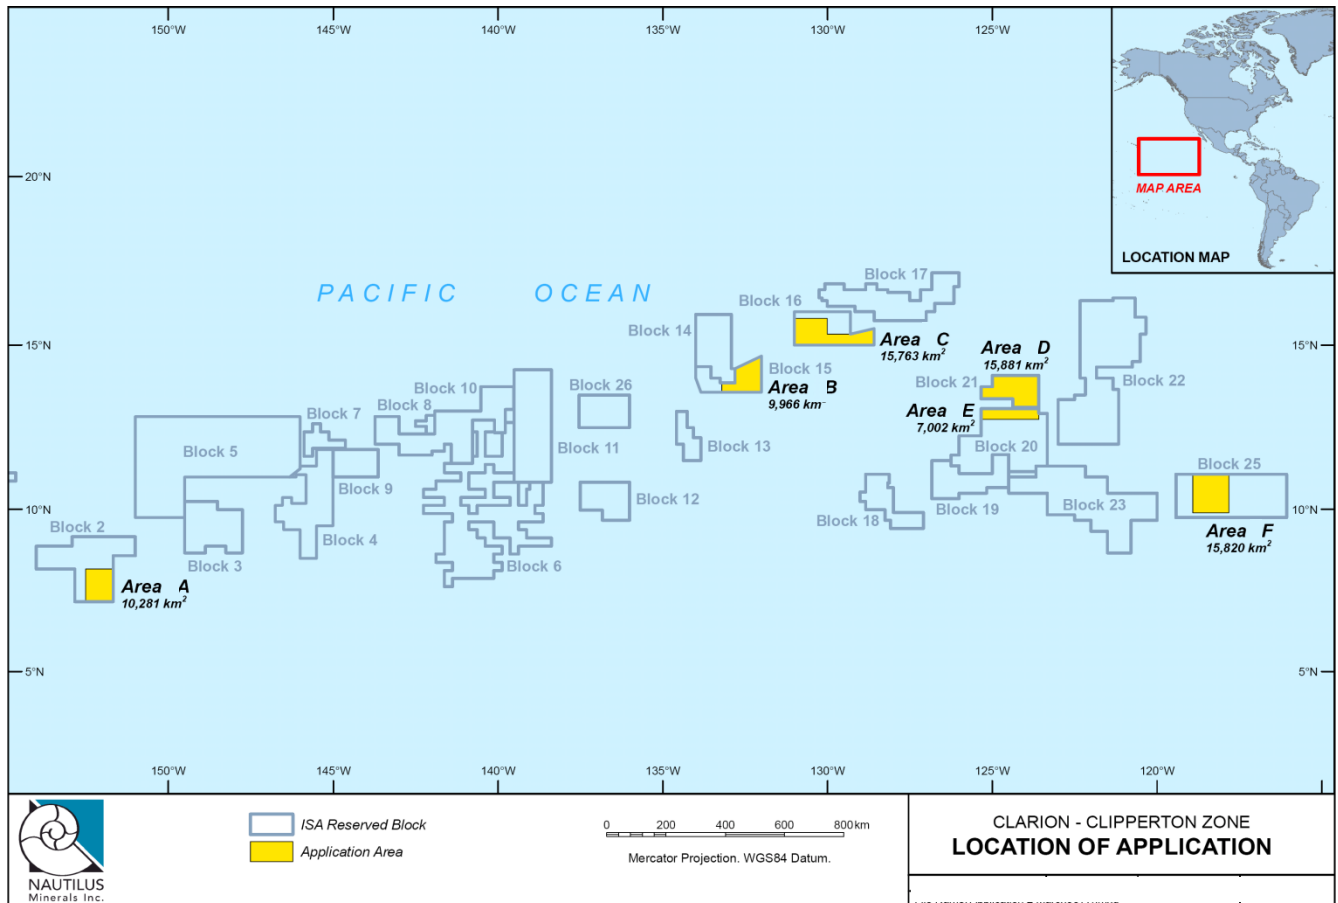 150°W 145°W 140°W 135°W 130°W 125°W
MAP AREA
LOCATION MAP
20°N
PACIFIC OCEAN
Block 17
Block 16
Block 14
15°N
15°N
Area C
15,763 km²
Area D
15,881 km²
Block 15
Area B
9,966 km²
Block 21
Block 22
Block 10
Block 26
Area E
7,002 km²
Block 7
Block 8
Block 5
Block 11
Block 13
Block 20
Block 9
Block 12
Block 25
10°N
10°N
Block 2
Block 3
Block 4
Block 6
Block 18
Block 19
Block 23
Area F
15,820 km²
Area A
10,281 km²
5°N
5°N
150°W 145°W 140°W 135°W 130°W 125°W 120°W
NAUTILUS
Minerals Inc.
ISA Reserved Block
Application Area
0 200 400 600 800 km
Mercator Projection. WGS84 Datum.
CLARION - CLIPPERTON ZONE
LOCATION OF APPLICATION